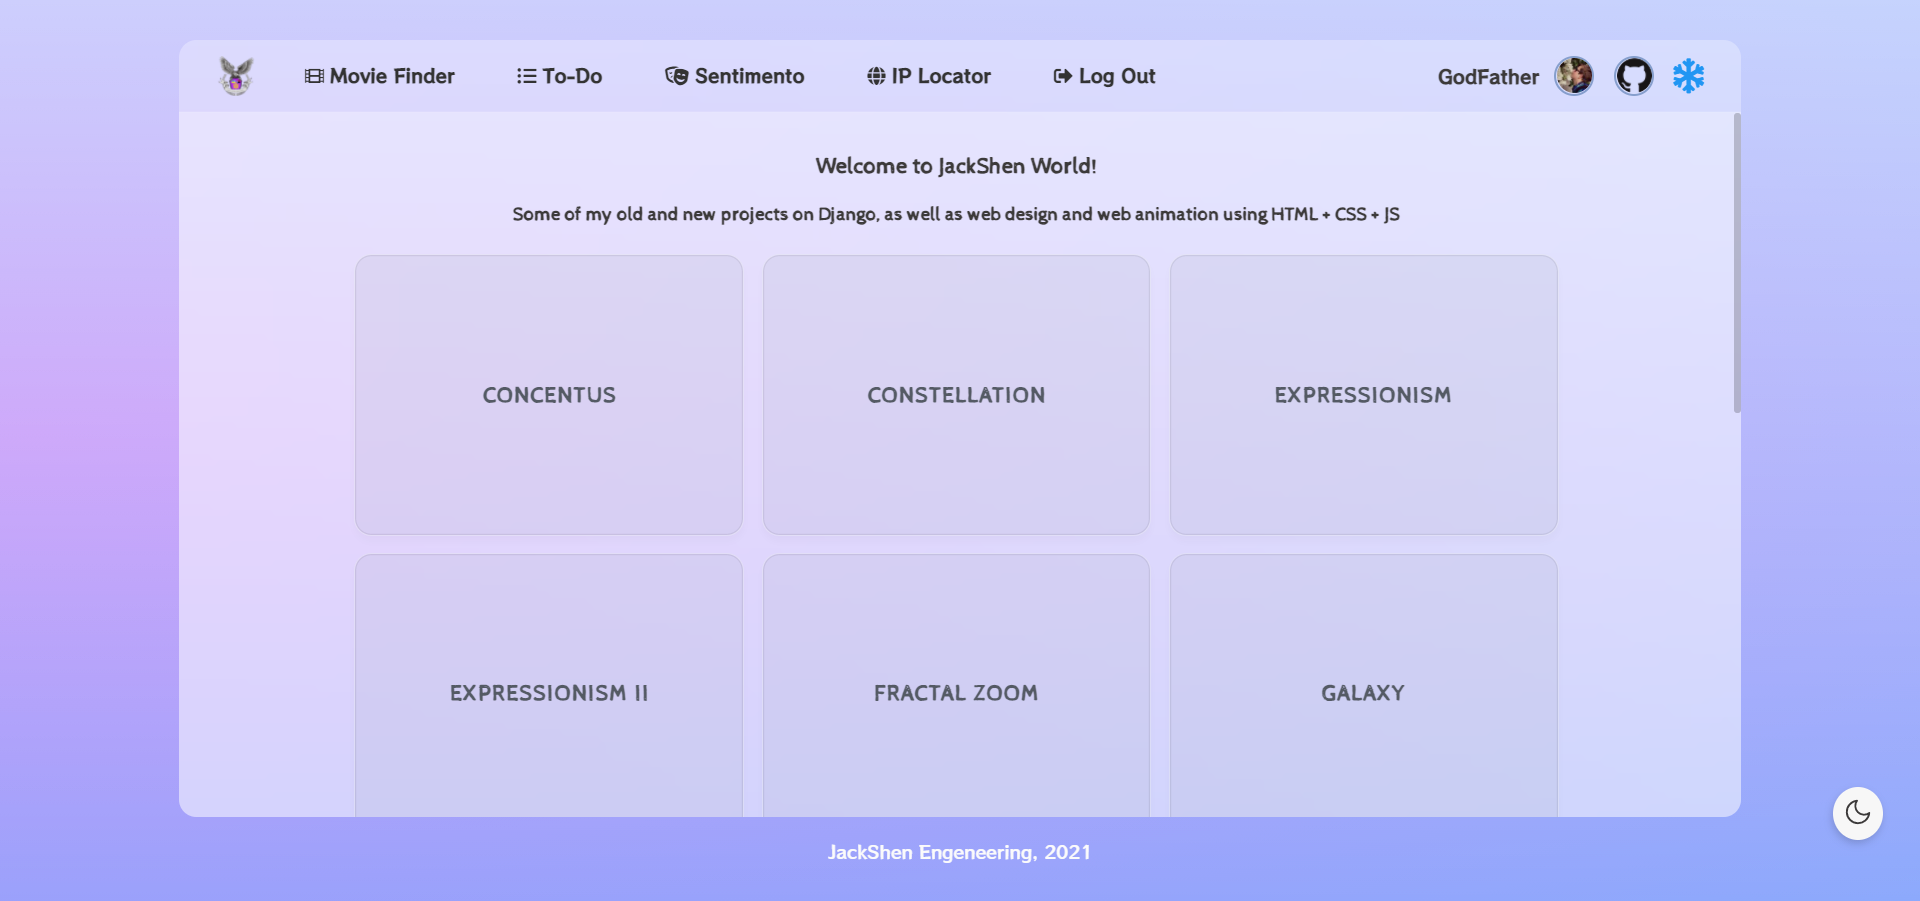 Movie Finder To-Do Sentimento IP Locator Log Out GodFather
Welcome to JackShen World!
Some of my old and new projects on Django, as well as web design and web animation using HTML + CSS + JS
CONCENTUS CONSTELLATION EXPRESSIONISM
EXPRESSIONISM II FRACTAL ZOOM GALAXY
JackShen Engeneering, 2021